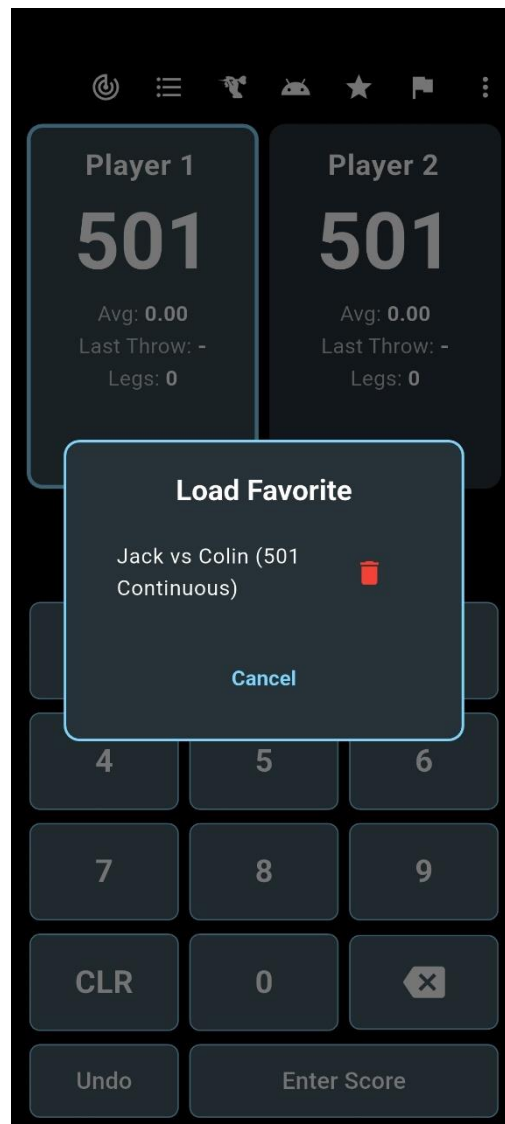 Player 1
Player 2
501
501
Avg: 0.00
Avg: 0.00
Last Throw: -
Last Throw: -
Legs: 0
Legs: 0
Load Favorite
Jack vs Colin (501
Continuous)
Cancel
4
5
6
7
8
9
CLR
0
Undo
Enter Score